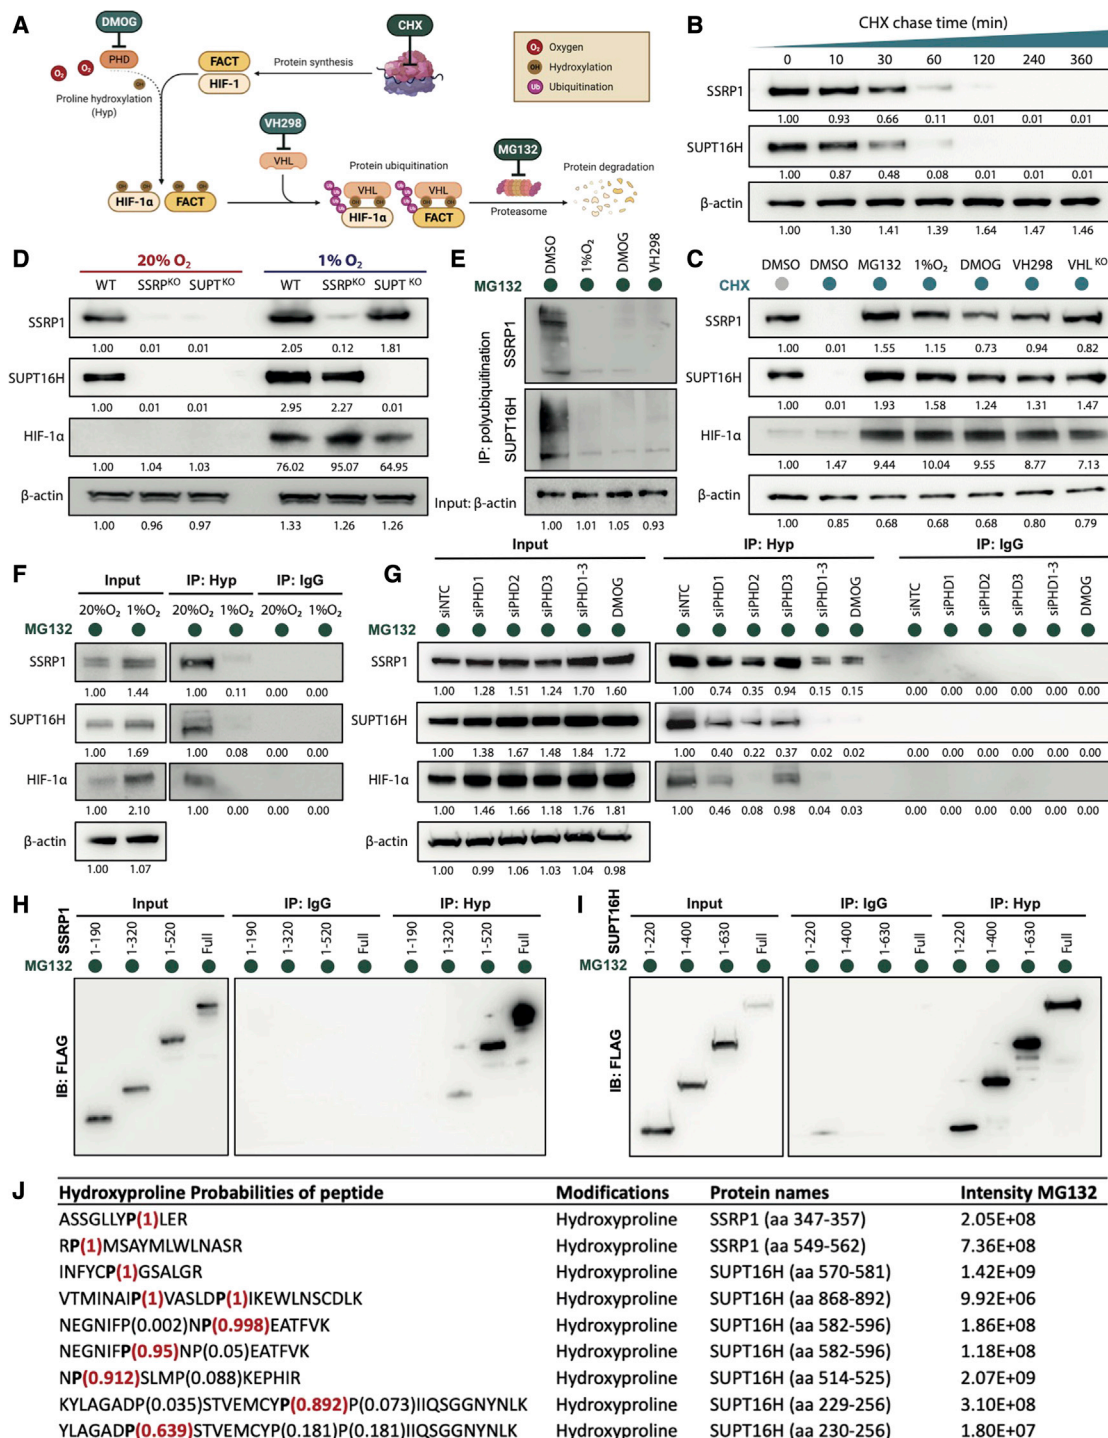 A
DMOG
PHD
O₂
O₂
OH
Proline hydroxylation
(Hyp)
FACT
HIF-1
Protein synthesis
CHX
O₂ Oxygen
OH Hydroxylation
Ub Ubiquitination
VH298
VHL
Protein ubiquitination
MG132
Protein degradation
OH OH OH OH
HIF-1α FACT
Ub Ub Ub Ub VHL OH OH HIF-1α
Ub Ub Ub Ub VHL OH OH FACT
Proteasome
B
CHX chase time (min)
0 10 30 60 120 240 360
SSRP1
1.00 0.93 0.66 0.11 0.01 0.01 0.01
SUPT16H
1.00 0.87 0.48 0.08 0.01 0.01 0.01
β-actin
1.00 1.30 1.41 1.39 1.64 1.47 1.46
D
20% O₂ 1% O₂
WT SSRPᴷᴼ SUPTᴷᴼ WT SSRPᴷᴼ SUPTᴷᴼ
SSRP1
1.00 0.01 0.01 2.05 0.12 1.81
SUPT16H
1.00 0.01 0.01 2.95 2.27 0.01
HIF-1α
1.00 1.04 1.03 76.02 95.07 64.95
β-actin
1.00 0.96 0.97 1.33 1.26 1.26
E
DMSO 1%O₂ DMOG VH298
MG132
IP: polyubiquitination
SSRP1
SUPT16H
Input: β-actin
1.00 1.01 1.05 0.93
C
DMSO DMSO MG132 1%O₂ DMOG VH298 VHLᴷᴼ
CHX
SSRP1
1.00 0.01 1.55 1.15 0.73 0.94 0.82
SUPT16H
1.00 0.01 1.93 1.58 1.24 1.31 1.47
HIF-1α
1.00 1.47 9.44 10.04 9.55 8.77 7.13
β-actin
1.00 0.85 0.68 0.68 0.68 0.80 0.79
F
Input IP: Hyp IP: IgG
20%O₂ 1%O₂ 20%O₂ 1%O₂ 20%O₂ 1%O₂
MG132
SSRP1
1.00 1.44 1.00 0.11 0.00 0.00
SUPT16H
1.00 1.69 1.00 0.08 0.00 0.00
HIF-1α
1.00 2.10 1.00 0.00 0.00 0.00
β-actin
1.00 1.07
G
Input IP: Hyp IP: IgG
siNTC siPHD1 siPHD2 siPHD3 siPHD1-3 DMOG siNTC siPHD1 siPHD2 siPHD3 siPHD1-3 DMOG siNTC siPHD1 siPHD2 siPHD3 siPHD1-3 DMOG
MG132
SSRP1
1.00 1.28 1.51 1.24 1.70 1.60 1.00 0.74 0.35 0.94 0.15 0.15 0.00 0.00 0.00 0.00 0.00 0.00
SUPT16H
1.00 1.38 1.67 1.48 1.84 1.72 1.00 0.40 0.22 0.37 0.02 0.02 0.00 0.00 0.00 0.00 0.00 0.00
HIF-1α
1.00 1.46 1.66 1.18 1.76 1.81 1.00 0.46 0.08 0.98 0.04 0.03 0.00 0.00 0.00 0.00 0.00 0.00
β-actin
1.00 0.99 1.06 1.03 1.04 0.98
H
Input IP: IgG IP: Hyp
SSRP1
1-190 1-320 1-520 Full 1-190 1-320 1-520 Full 1-190 1-320 1-520 Full
MG132
IB: FLAG
I
Input IP: IgG IP: Hyp
SUPT16H
1-220 1-400 1-630 Full 1-220 1-400 1-630 Full 1-220 1-400 1-630 Full
MG132
IB: FLAG
J
Hydroxyproline Probabilities of peptide Modifications Protein names Intensity MG132
ASSGLLYP(1)LER Hydroxyproline SSRP1 (aa 347-357) 2.05E+08
RP(1)MSAYMLWLNASR Hydroxyproline SSRP1 (aa 549-562) 7.36E+08
INFYCP(1)GSALGR Hydroxyproline SUPT16H (aa 570-581) 1.42E+09
VTMINAIP(1)VASLDP(1)IKEWLNSCDLK Hydroxyproline SUPT16H (aa 868-892) 9.92E+06
NEGNIFP(0.002)NP(0.998)EATFVK Hydroxyproline SUPT16H (aa 582-596) 1.86E+08
NEGNIFP(0.95)NP(0.05)EATFVK Hydroxyproline SUPT16H (aa 582-596) 1.18E+08
NP(0.912)SLMP(0.088)KEPHIR Hydroxyproline SUPT16H (aa 514-525) 2.07E+09
KYLAGADP(0.035)STVEMCYP(0.892)P(0.073)IIQSGGNYNLK Hydroxyproline SUPT16H (aa 229-256) 3.10E+08
YLAGADP(0.639)STVEMCYP(0.181)P(0.181)IIQSGGNYNLK Hydroxyproline SUPT16H (aa 230-256) 1.80E+07